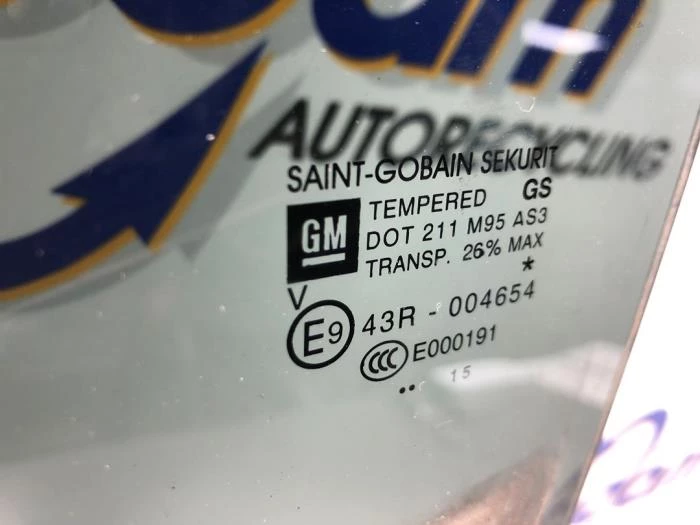 AUTORECYCLING
SAINT-GOBAIN SEKURIT
GM
TEMPERED GS
DOT 211 M95 AS3
TRANSP. 26% MAX
*
V
E9 43R - 004654
CCC E000191
.. 15